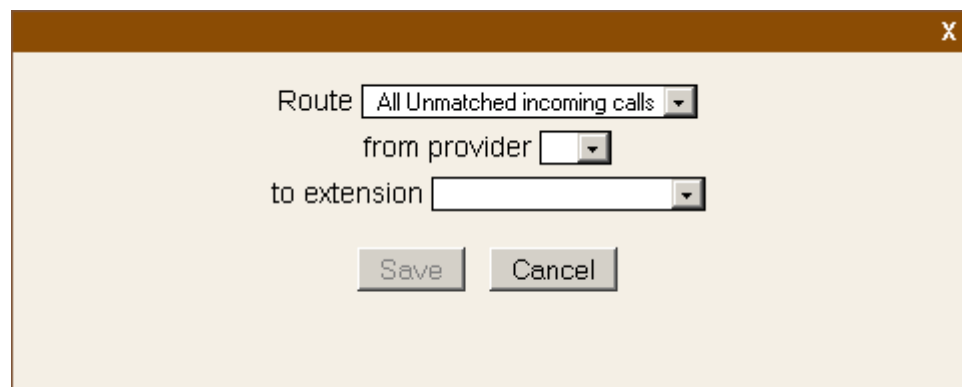 X
Route All Unmatched incoming calls
from provider
to extension
Save Cancel